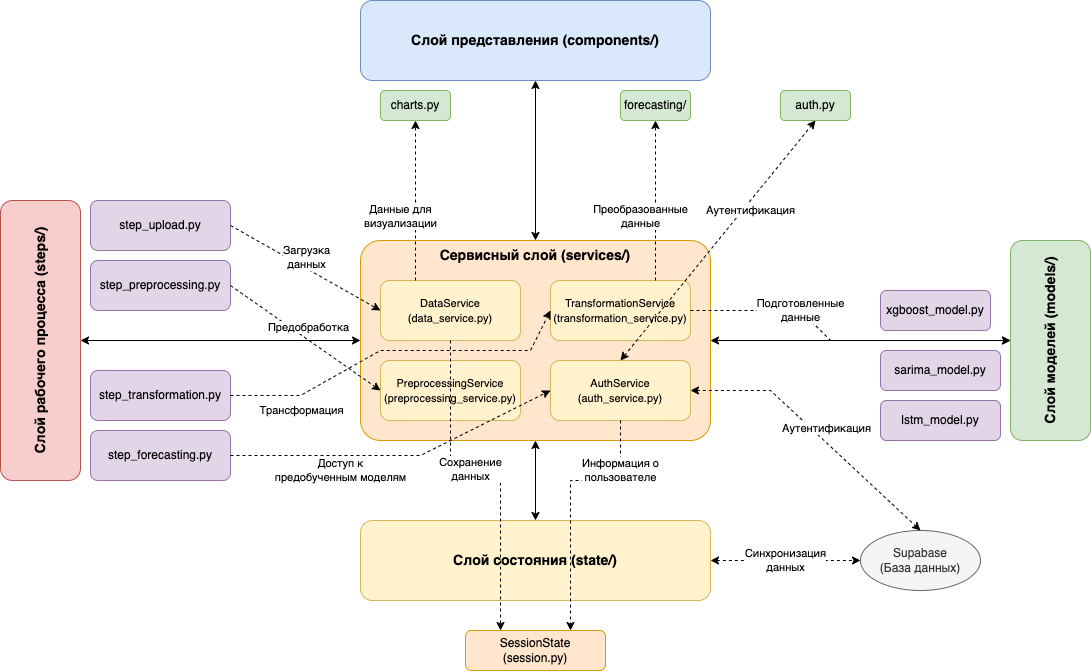 Слой представления (components/)
charts.py
forecasting/
auth.py
Данные для
визуализации
Преобразованные
данные
Аутентификация
Слой рабочего процесса (steps/)
step_upload.py
step_preprocessing.py
step_transformation.py
step_forecasting.py
Загрузка
данных
Предобработка
Трансформация
Доступ к
предобученным моделям
Сервисный слой (services/)
DataService
(data_service.py)
TransformationService
(transformation_service.py)
PreprocessingService
(preprocessing_service.py)
AuthService
(auth_service.py)
Подготовленные
данные
xgboost_model.py
sarima_model.py
lstm_model.py
Слой моделей (models/)
Аутентификация
Сохранение
данных
Информация о
пользователе
Слой состояния (state/)
Синхронизация
данных
Supabase
(База данных)
SessionState
(session.py)